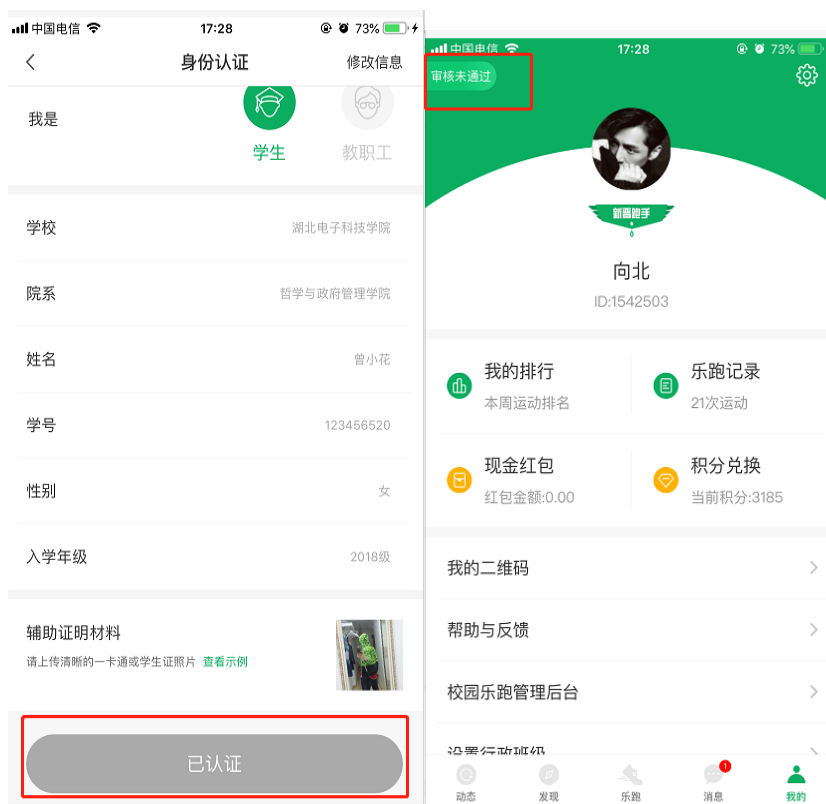 中国电信
17:28
73%
身份认证
修改信息
我是
学生
教职工
学校
湖北电子科技学院
院系
哲学与政府管理学院
姓名
曾小花
学号
123456520
性别
女
入学年级
2018级
辅助证明材料
请上传清晰的一卡通或学生证照片 查看示例
已认证
中国电信
17:28
73%
审核未通过
新晋跑手
向北
ID:1542503
我的排行
本周运动排名
乐跑记录
21次运动
现金红包
红包金额:0.00
积分兑换
当前积分:3185
我的二维码
帮助与反馈
校园乐跑管理后台
设置行政班级
1
动态
发现
乐跑
消息
我的